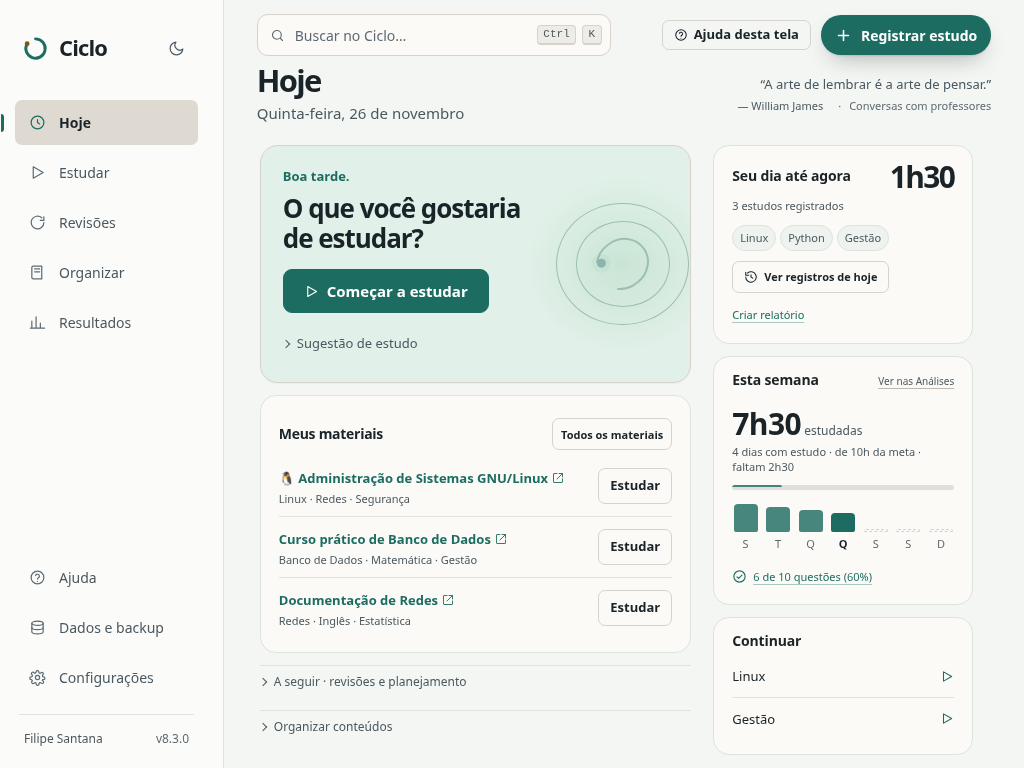 Ciclo
Hoje
Estudar
Revisões
Organizar
Resultados
Ajuda
Dados e backup
Configurações
Filipe Santana v8.3.0
Buscar no Ciclo... Ctrl K
Ajuda desta tela
Registrar estudo
Hoje
Quinta-feira, 26 de novembro
“A arte de lembrar é a arte de pensar.”
— William James · Conversas com professores
Boa tarde.
O que você gostaria
de estudar?
Começar a estudar
Sugestão de estudo
Meus materiais
Todos os materiais
Administração de Sistemas GNU/Linux
Linux · Redes · Segurança
Estudar
Curso prático de Banco de Dados
Banco de Dados · Matemática · Gestão
Estudar
Documentação de Redes
Redes · Inglês · Estatística
Estudar
A seguir · revisões e planejamento
Organizar conteúdos
Seu dia até agora 1h30
3 estudos registrados
Linux Python Gestão
Ver registros de hoje
Criar relatório
Esta semana Ver nas Análises
7h30 estudadas
4 dias com estudo · de 10h da meta ·
faltam 2h30
S T Q Q S S D
6 de 10 questões (60%)
Continuar
Linux
Gestão